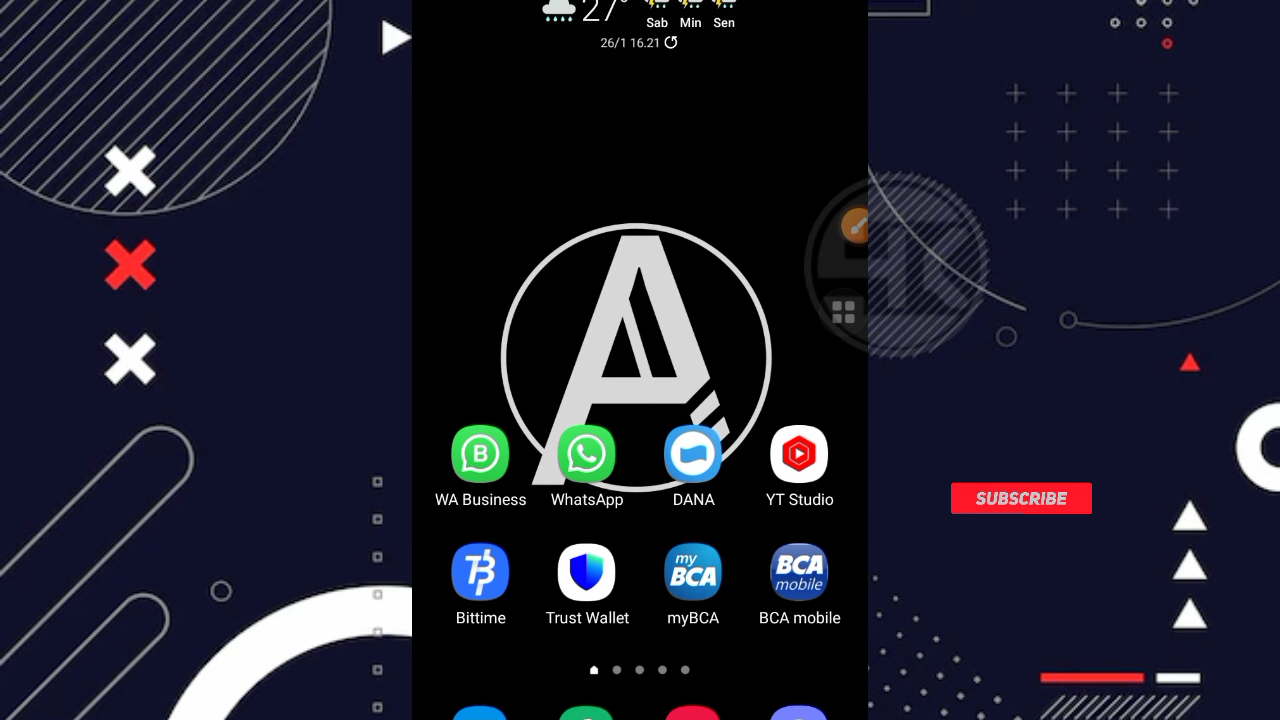 27°
Sab Min Sen
26/1 16.21
A
SUBSCRIBE
B
WA Business WhatsApp DANA YT Studio
my BCA BCA mobile
Bittime Trust Wallet myBCA BCA mobile